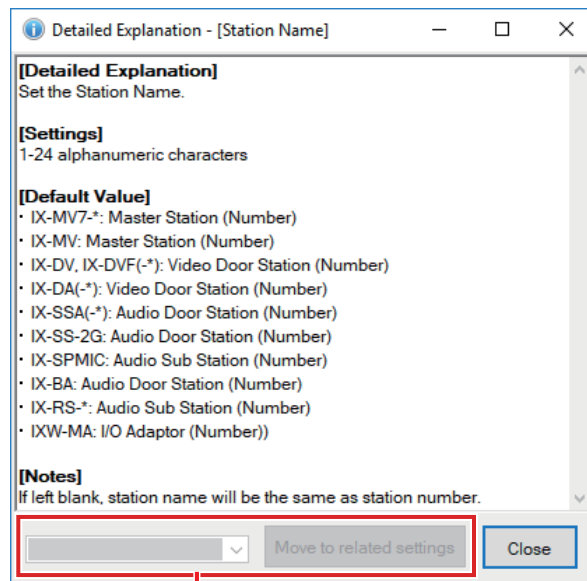 Detailed Explanation - [Station Name]
[Detailed Explanation]
Set the Station Name.
[Settings]
1-24 alphanumeric characters
[Default Value]
・ IX-MV7-*: Master Station (Number)
・ IX-MV: Master Station (Number)
・ IX-DV, IX-DVF(-*): Video Door Station (Number)
・ IX-DA(-*): Video Door Station (Number)
・ IX-SSA(-*): Audio Door Station (Number)
・ IX-SS-2G: Audio Door Station (Number)
・ IX-SPMIC: Audio Sub Station (Number)
・ IX-BA: Audio Door Station (Number)
・ IX-RS-*: Audio Sub Station (Number)
・ IXW-MA: I/O Adaptor (Number))
[Notes]
If left blank, station name will be the same as station number.
Move to related settings
Close